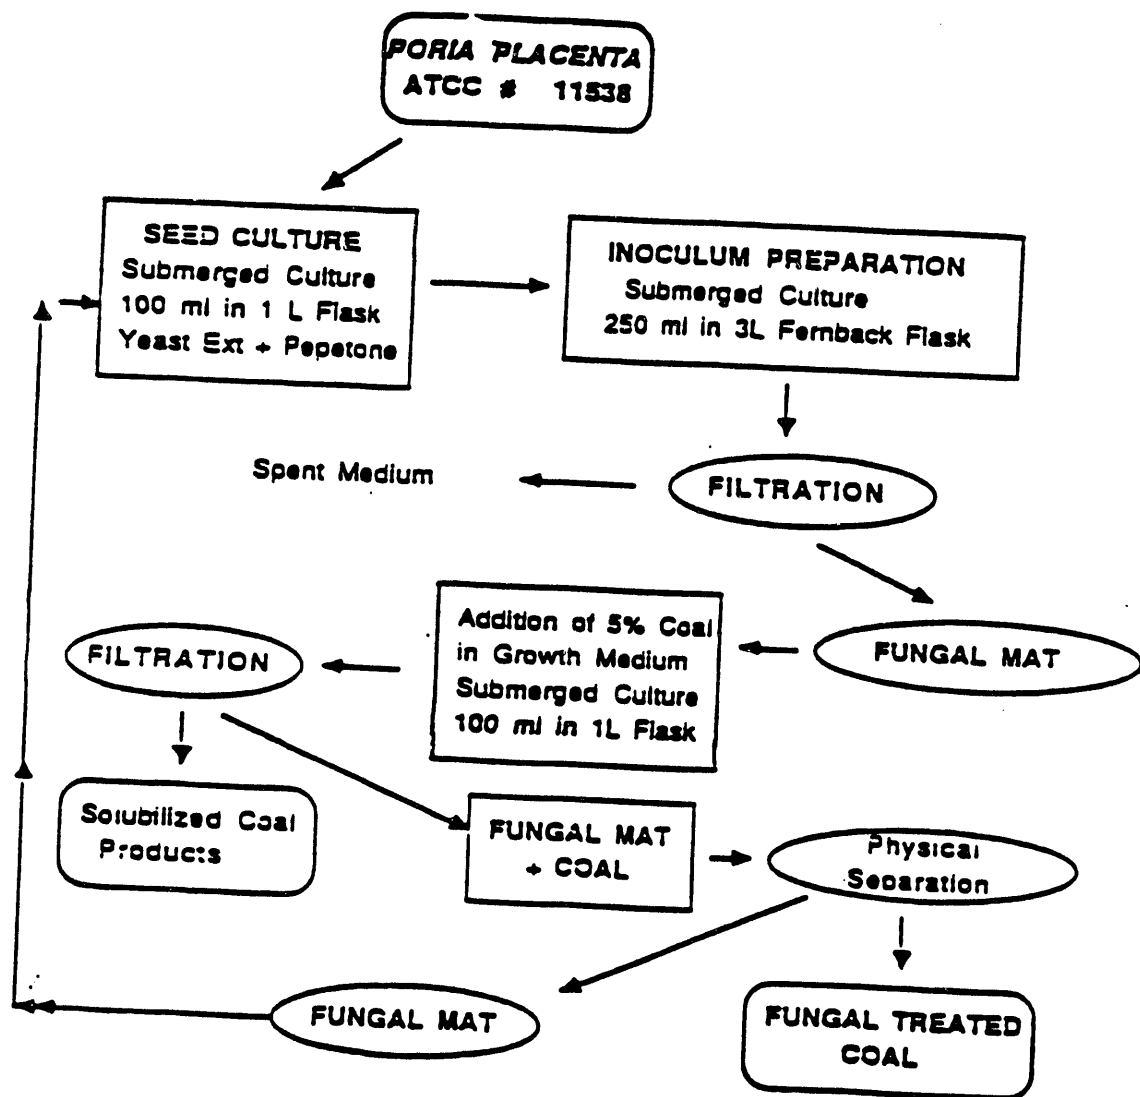 PORIA PLACENTA
ATCC # 11538
SEED CULTURE
Submerged Culture
100 ml in 1 L Flask
Yeast Ext + Pepetone
INOCULUM PREPARATION
Submerged Culture
250 ml in 3L Fernback Flask
Spent Medium
FILTRATION
FUNGAL MAT
Addition of 5% Coal
in Growth Medium
Submerged Culture
100 ml in 1L Flask
FILTRATION
Solubilized Coal
Products
FUNGAL MAT
+ COAL
Physical
Separation
FUNGAL MAT
FUNGAL TREATED
COAL